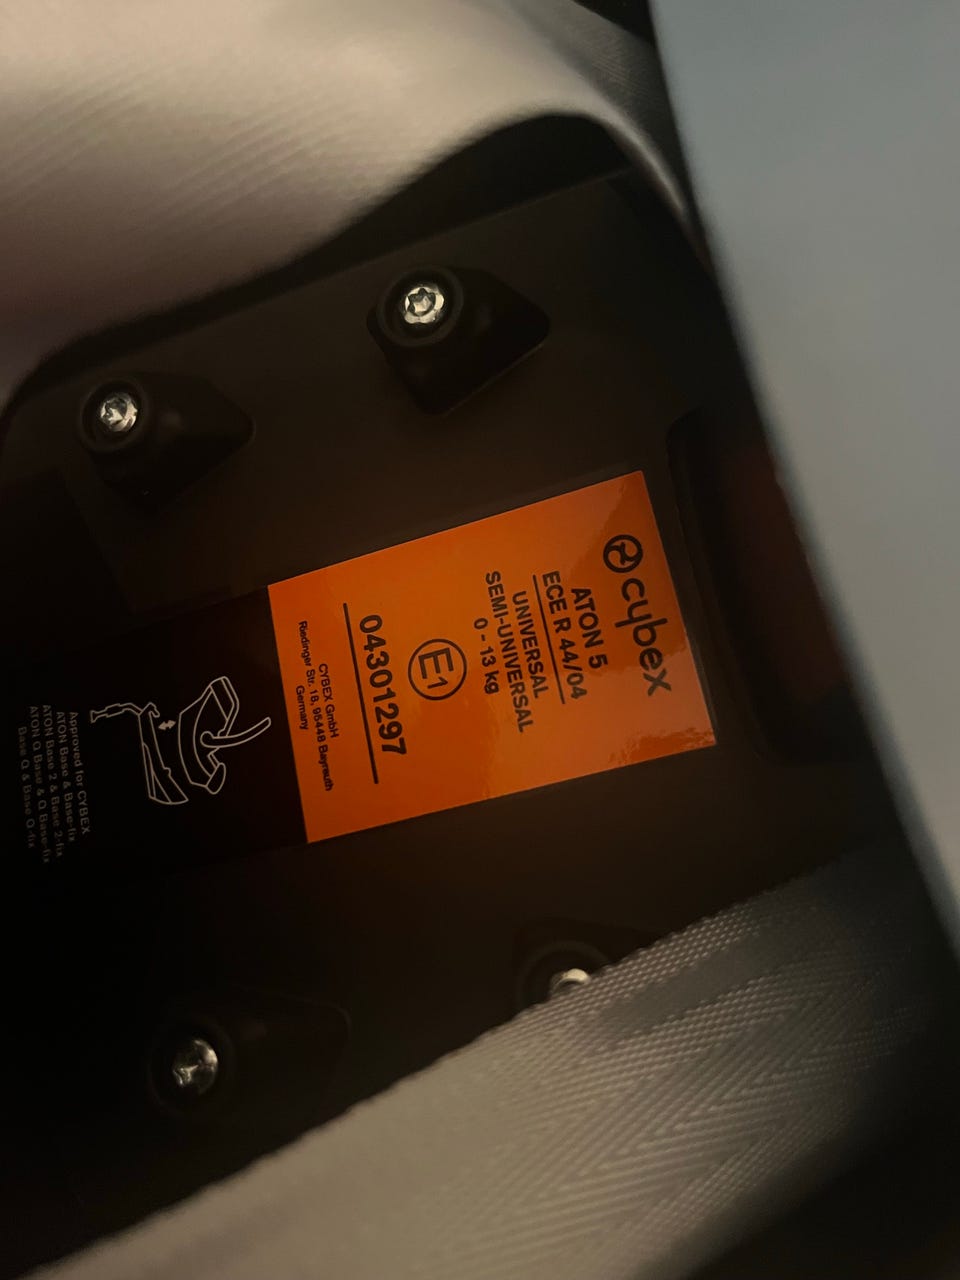 cybex
ATON 5
ECE R 44/04
UNIVERSAL
SEMI-UNIVERSAL
0 - 13 kg
E1
04301297
CYBEX GmbH
Riedinger Str. 18, 95448 Bayreuth
Germany
Approved for CYBEX
ATON Base & Base-fix
ATON Base 2 & Base 2-fix
ATON Q Base & Q Base-fix
Base Q & Base Q-fix